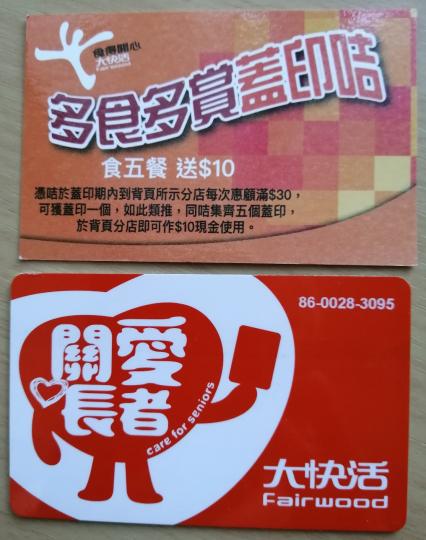 食得開心
大快活
Fairwood
多食多賞蓋印咭
食五餐 送$10
憑咭於蓋印期內到背頁所示分店每次惠顧滿$30，
可獲蓋印一個，如此類推，同咭集齊五個蓋印，
於背頁分店即可作$10現金使用。
86-0028-3095
關愛
長者
care for seniors
大快活
Fairwood